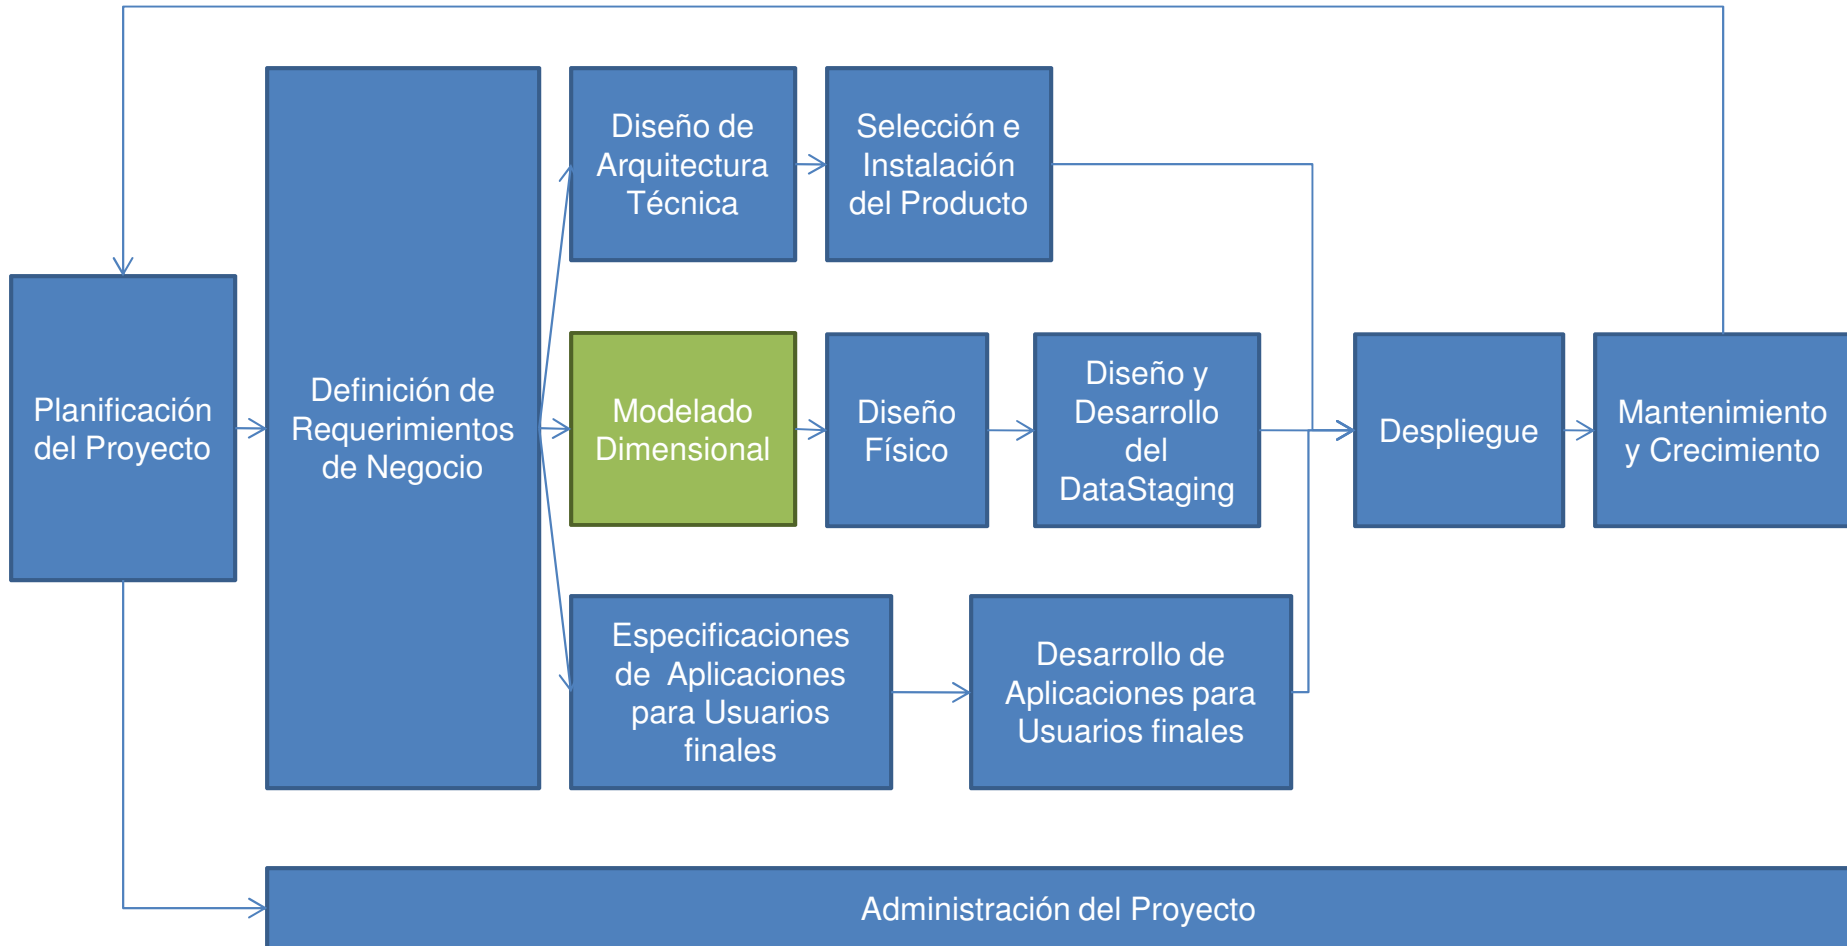 Diseño de
Arquitectura
Técnica
Selección e
Instalación
del Producto
Planificación
del Proyecto
Definición de
Requerimientos
de Negocio
Modelado
Dimensional
Diseño
Físico
Diseño y
Desarrollo
del
DataStaging
Despliegue
Mantenimiento
y Crecimiento
Especificaciones
de  Aplicaciones
para Usuarios
finales
Desarrollo de
Aplicaciones para
Usuarios finales
Administración del Proyecto